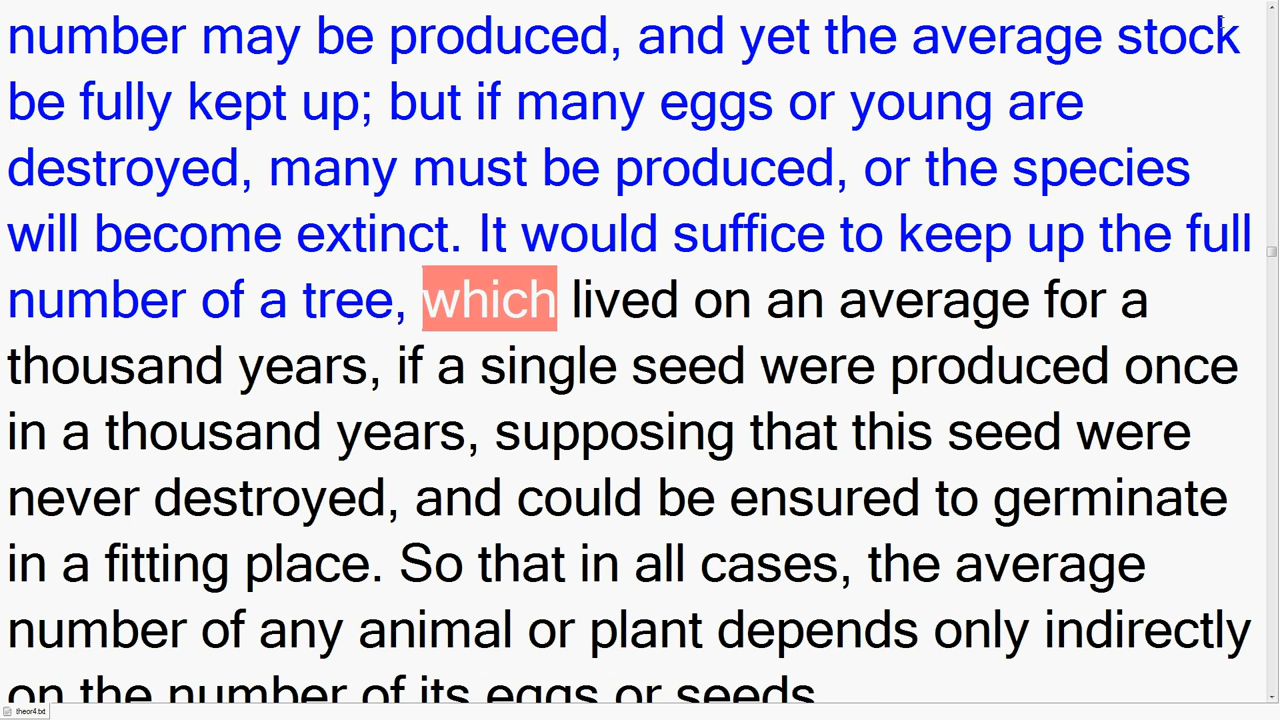 number may be produced, and yet the average stock
be fully kept up; but if many eggs or young are
destroyed, many must be produced, or the species
will become extinct. It would suffice to keep up the full
number of a tree, which lived on an average for a
thousand years, if a single seed were produced once
in a thousand years, supposing that this seed were
never destroyed, and could be ensured to germinate
in a fitting place. So that in all cases, the average
number of any animal or plant depends only indirectly
on the number of its eggs or seeds.
theor4.txt